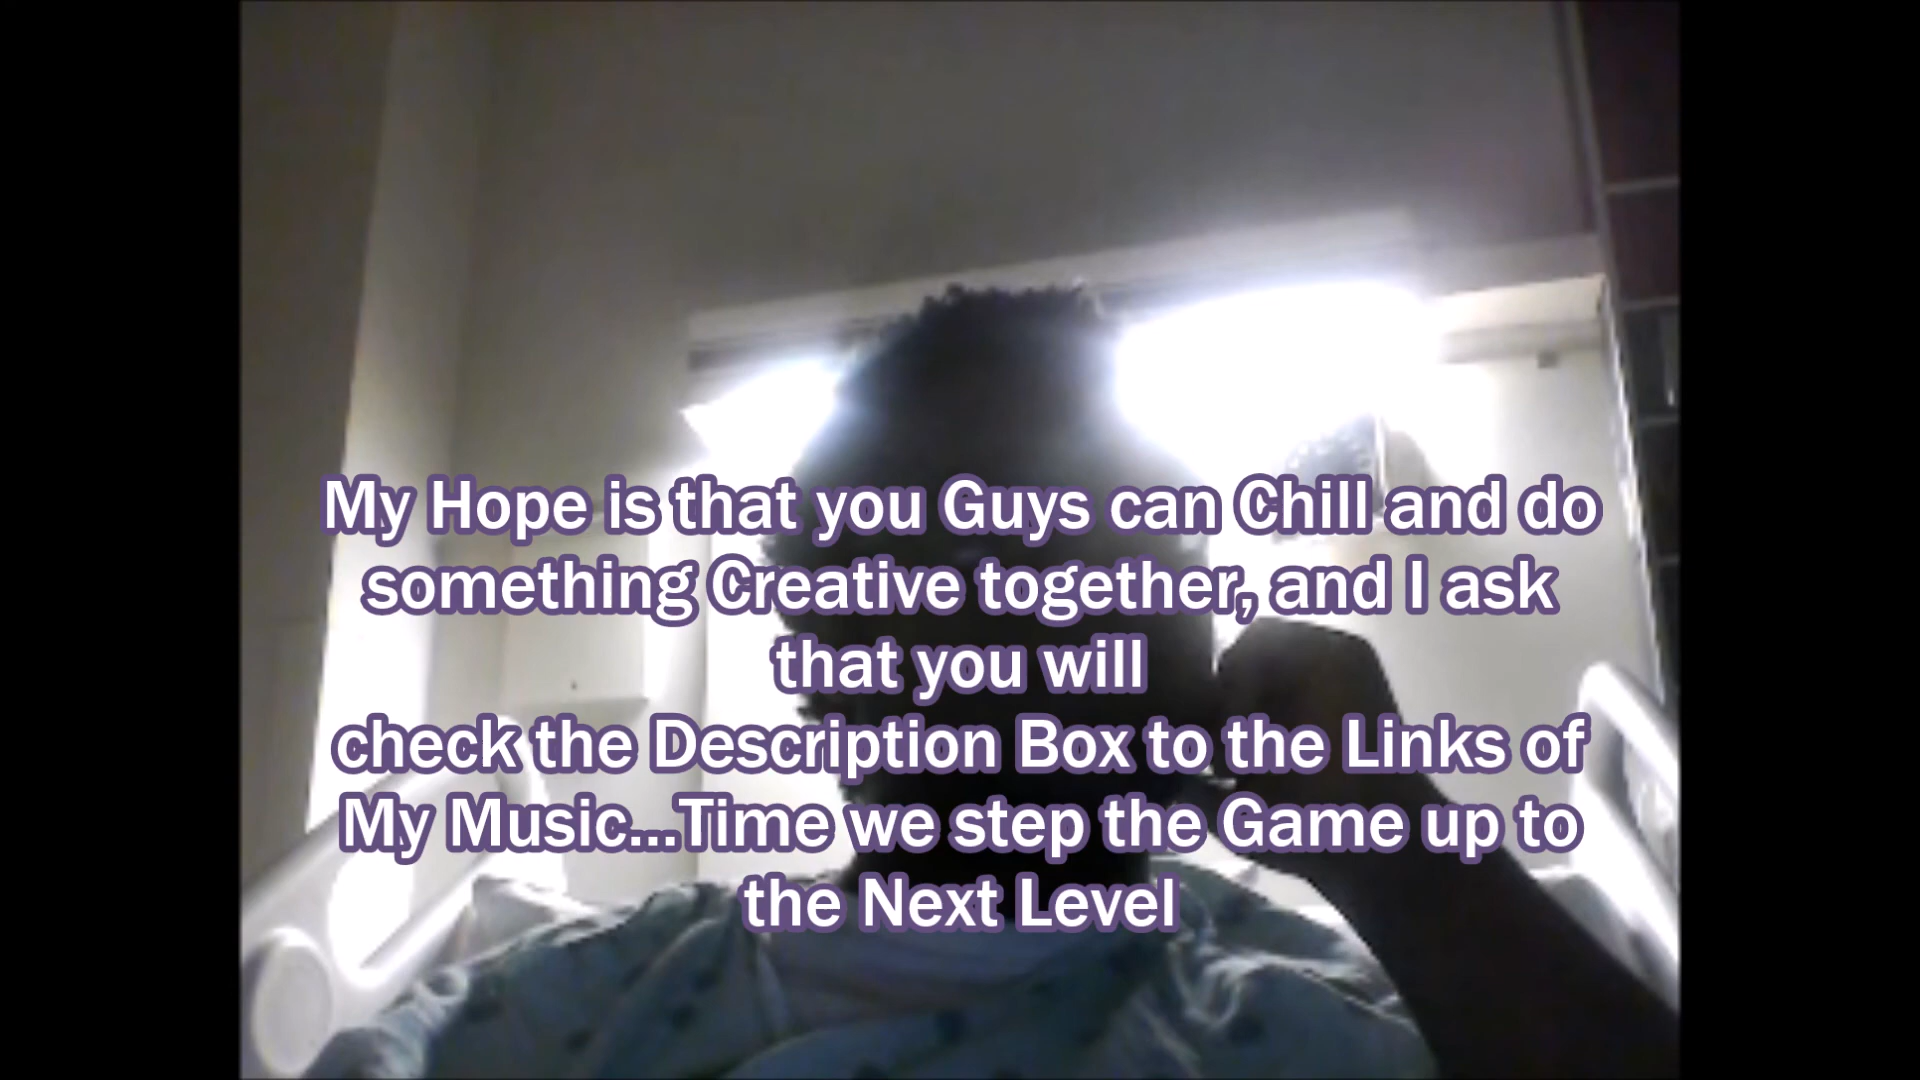 My Hope is that you Guys can Chill and do
something Creative together, and I ask
that you will
check the Description Box to the Links of
My Music...Time we step the Game up to
the Next Level